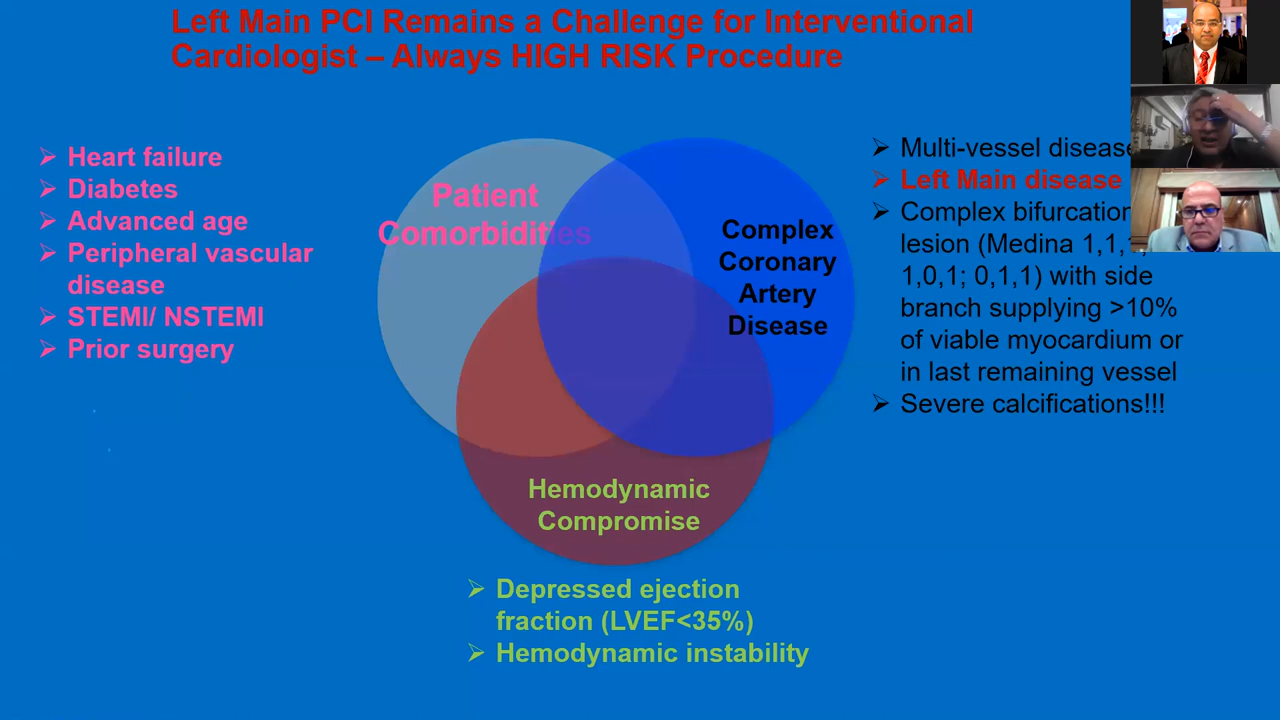 Left Main PCI Remains a Challenge for Interventional
Cardiologist – Always HIGH RISK Procedure
➢ Heart failure
➢ Diabetes
➢ Advanced age
➢ Peripheral vascular
disease
➢ STEMI/ NSTEMI
➢ Prior surgery
Patient
Comorbidities
Complex
Coronary
Artery
Disease
Hemodynamic
Compromise
➢ Multi-vessel disease
➢ Left Main disease
➢ Complex bifurcation
lesion (Medina 1,1,1;
1,0,1; 0,1,1) with side
branch supplying >10%
of viable myocardium or
in last remaining vessel
➢ Severe calcifications!!!
➢ Depressed ejection
fraction (LVEF<35%)
➢ Hemodynamic instability